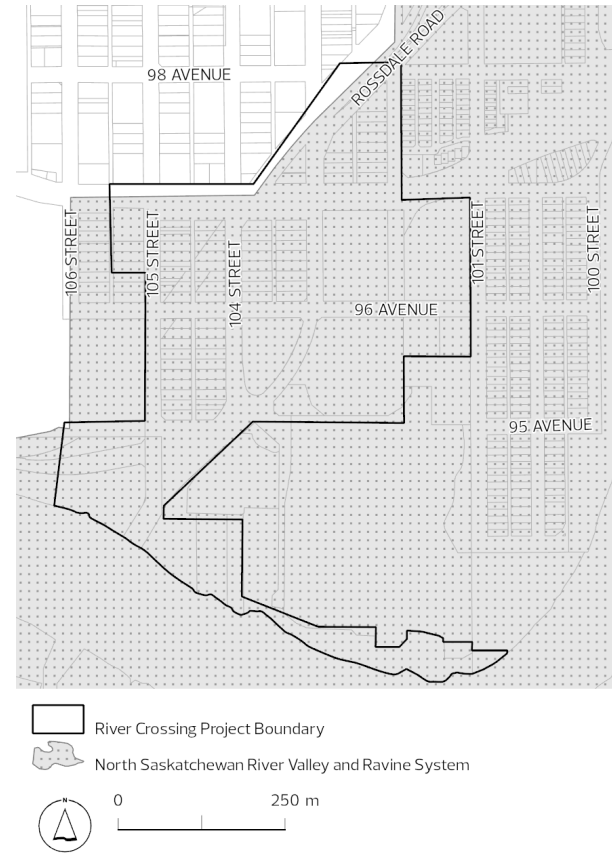 ROSSDALE ROAD
98 AVENUE
106 STREET
105 STREET
104 STREET
101 STREET
100 STREET
96 AVENUE
95 AVENUE
River Crossing Project Boundary
North Saskatchewan River Valley and Ravine System
N
0 250 m